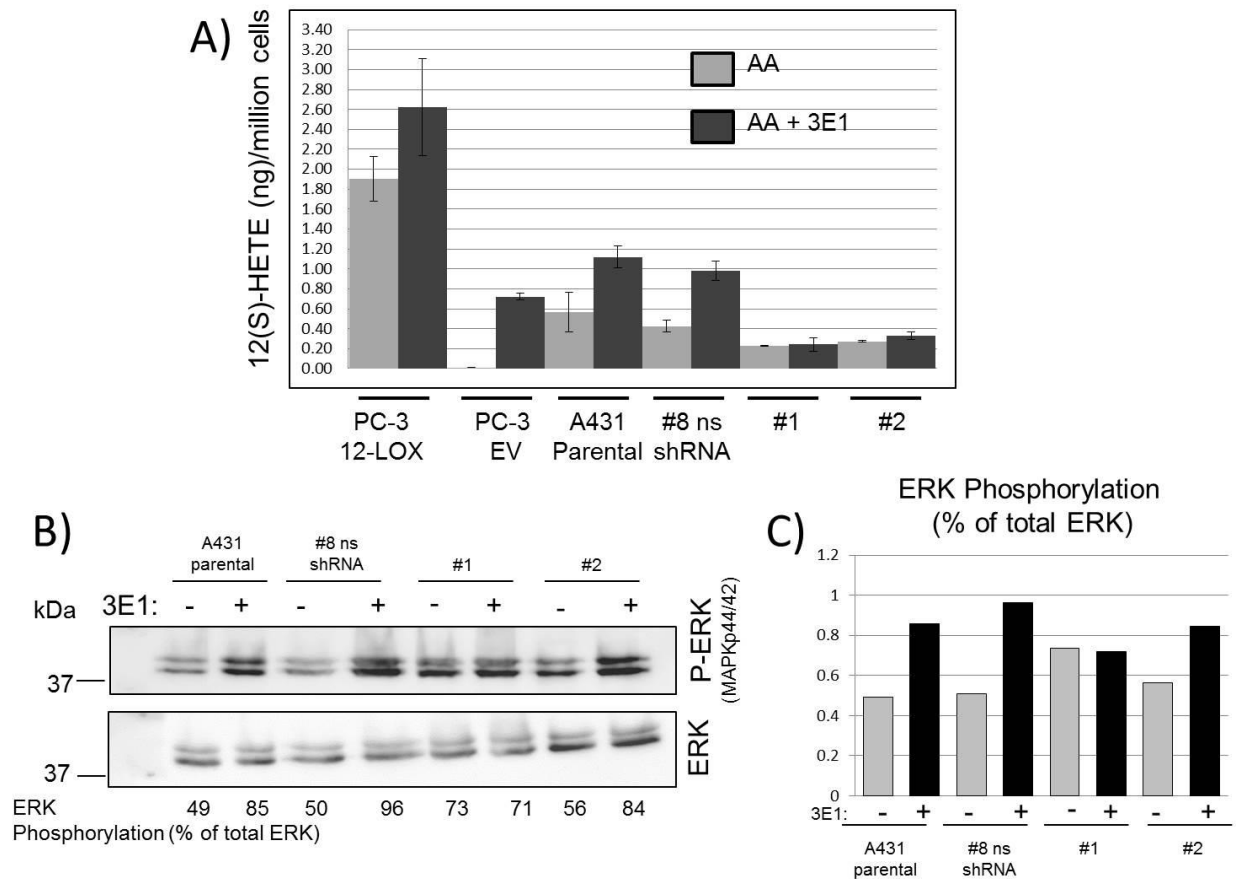 A)
12(S)-HETE (ng)/million cells
3.40
3.20
3.00
2.80
2.60
2.40
2.20
2.00
1.80
1.60
1.40
1.20
1.00
0.80
0.60
0.40
0.20
0.00
AA
AA + 3E1
PC-3
12-LOX
PC-3
EV
A431
Parental
#8 ns
shRNA
#1
#2
B)
A431
parental
#8 ns
shRNA
#1
#2
kDa
3E1: - + - + - + - +
37
P-ERK
(MAPKp44/42)
37
ERK
ERK 49 85 50 96 73 71 56 84
Phosphorylation (% of total ERK)
C)
ERK Phosphorylation
(% of total ERK)
1.2
1
0.8
0.6
0.4
0.2
0
3E1: - + - + - + - +
A431
parental
#8 ns
shRNA
#1
#2